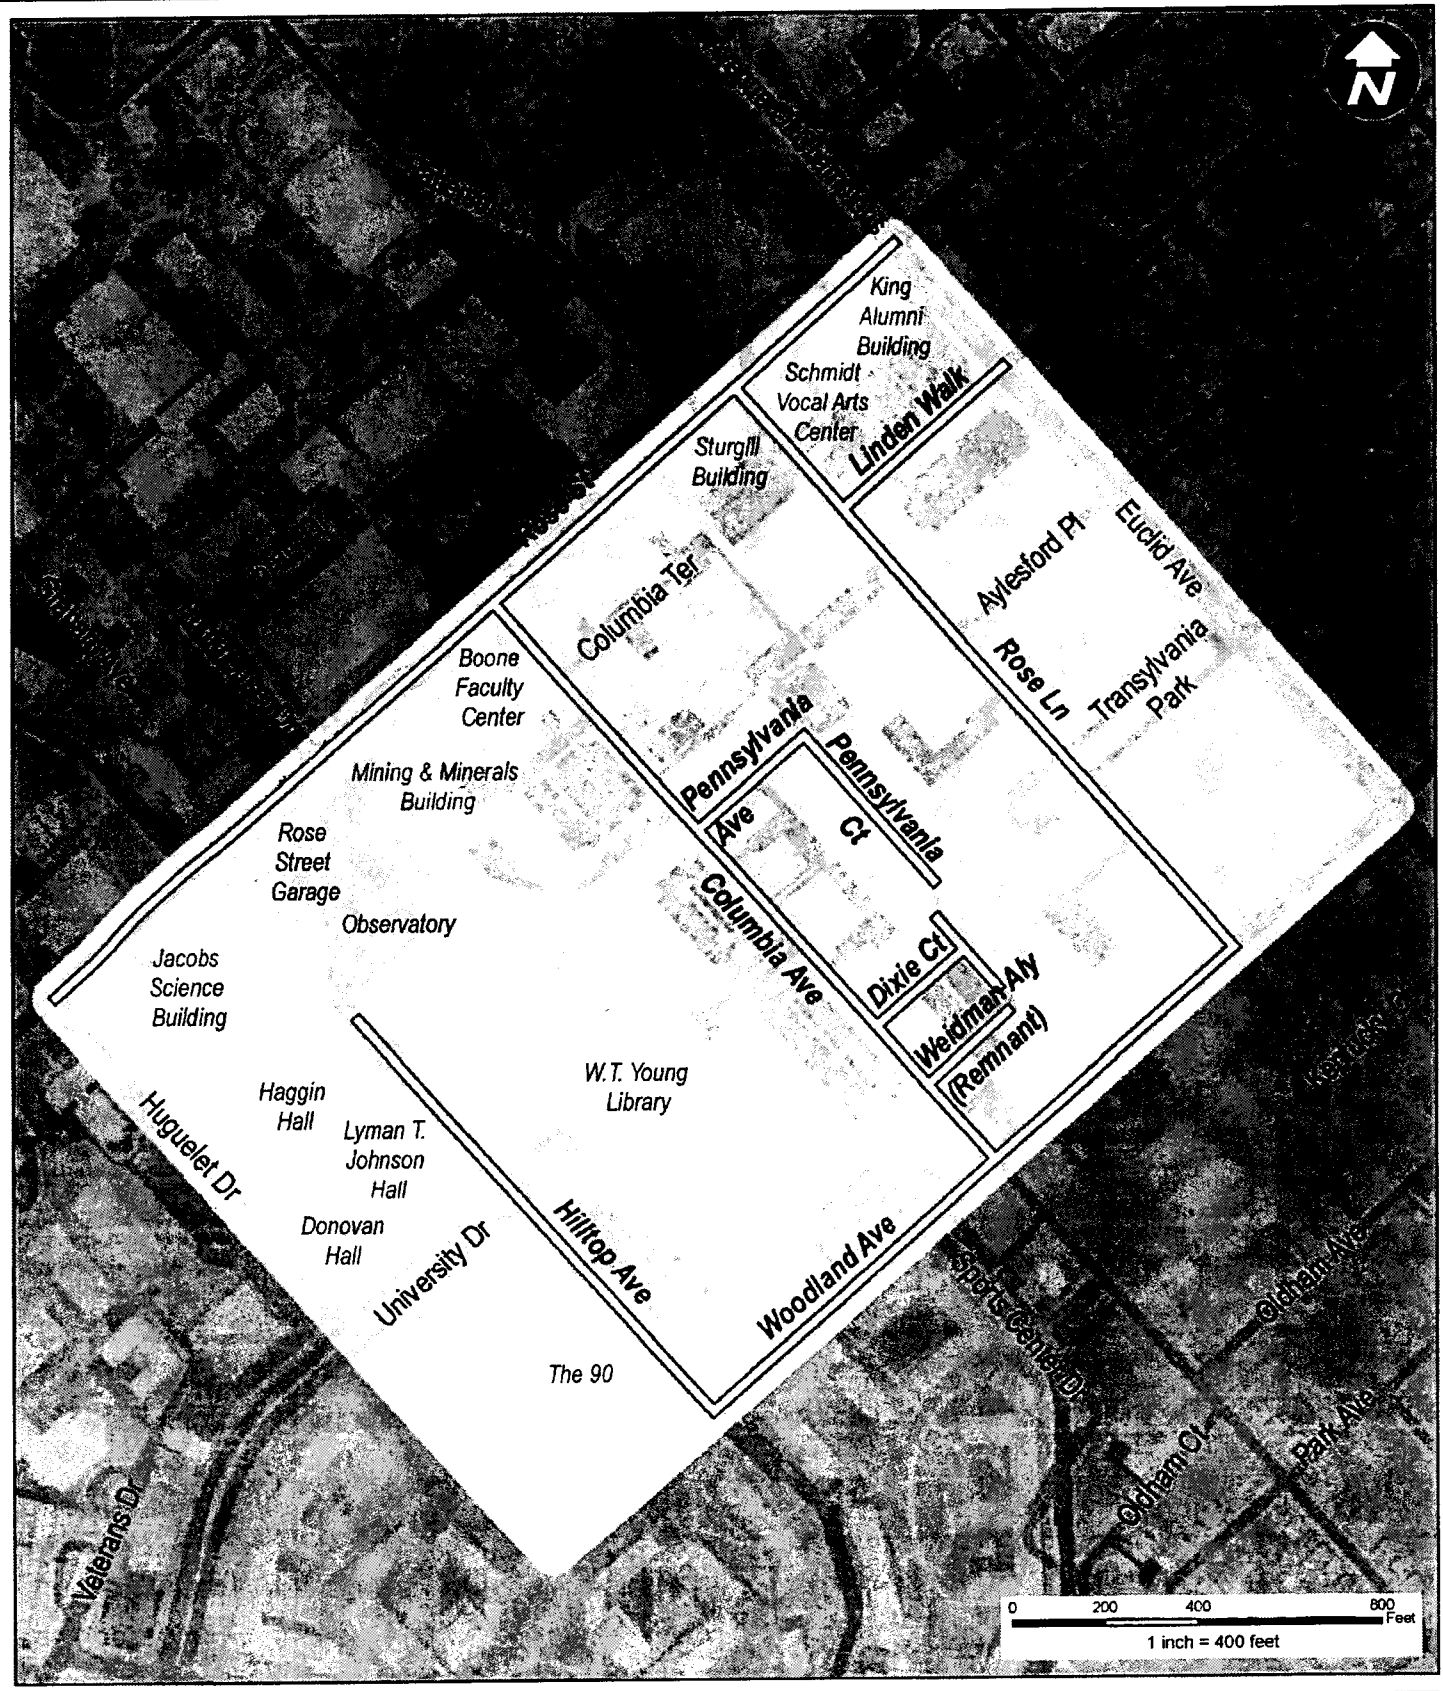 N
King
Alumni
Building
Schmidt
Vocal Arts
Center
Linden Walk
Sturgill
Building
Rose St
Columbia Ter
Aylesford Pl
Euclid Ave
Rose Ln
Transylvania
Park
Boone
Faculty
Center
Mining & Minerals
Building
Pennsylvania
Ave
Pennsylvania
Ct
Rose
Street
Garage
Observatory
Columbia Ave
Jacobs
Science
Building
Dixie Ct
Weidman Aly
(Remnant)
W.T. Young
Library
Haggin
Hall
Huguelet Dr
Lyman T.
Johnson
Hall
Donovan
Hall
University Dr
Hilltop Ave
Woodland Ave
The 90
Sports Center Dr
Oldham Ave
Park Ave
Oldham Ct
Veterans Dr
0 200 400 800
Feet
1 inch = 400 feet